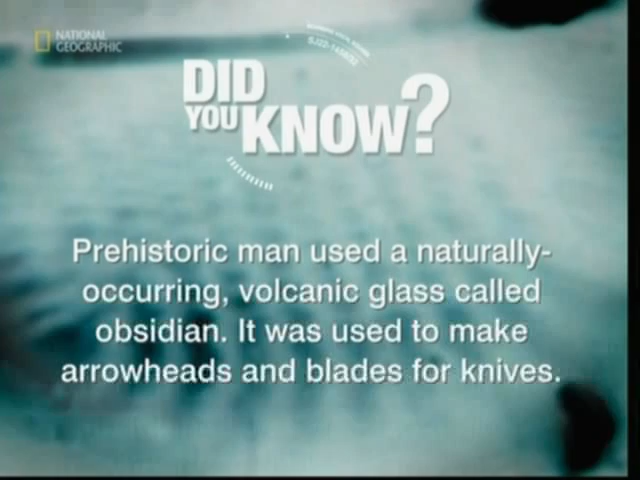 NATIONAL
GEOGRAPHIC
DID
YOU KNOW?
Prehistoric man used a naturally-
occurring, volcanic glass called
obsidian. It was used to make
arrowheads and blades for knives.